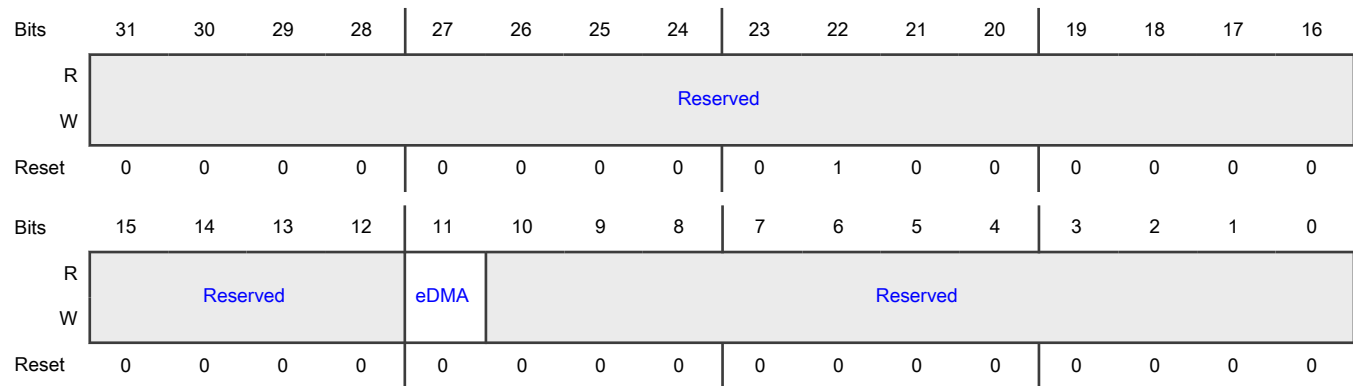 Bits 31 30 29 28 27 26 25 24 23 22 21 20 19 18 17 16
R
Reserved
W
Reset 0 0 0 0 0 0 0 0 0 1 0 0 0 0 0 0
Bits 15 14 13 12 11 10 9 8 7 6 5 4 3 2 1 0
R
Reserved eDMA Reserved
W
Reset 0 0 0 0 0 0 0 0 0 0 0 0 0 0 0 0